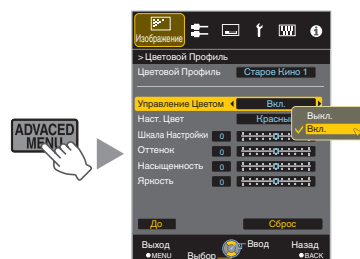 Изображение
>Цветовой Профиль
Цветовой Профиль Старое Кино 1
Управление Цветом Вкл.
Выкл.
Вкл.
Наст. Цвет Красны
Шкала Настройки 0
Оттенок 0
Насыщенность 0
Яркость 0
ADVACED
MENU
До Сброс
Выход Ввод Назад
MENU Выбор BACK